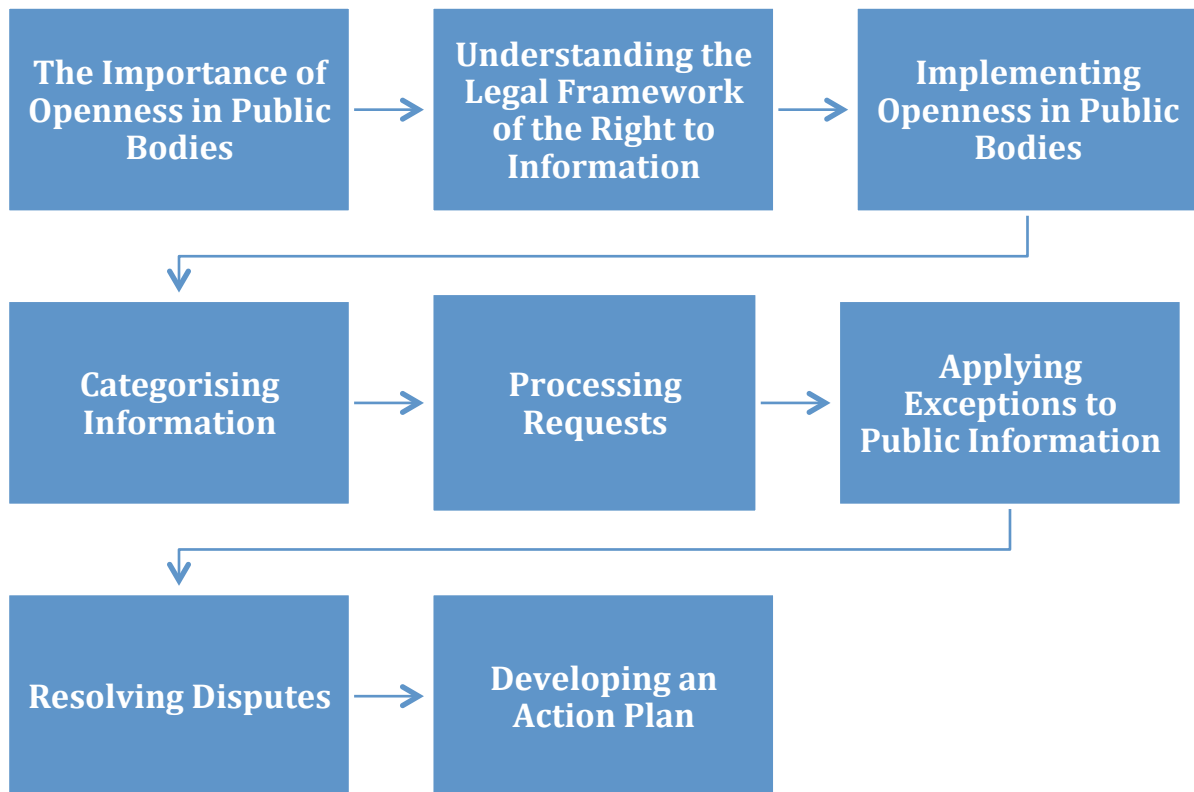 The Importance of
Openness in Public
Bodies
Understanding the
Legal Framework
of the Right to
Information
Implementing
Openness in Public
Bodies
Categorising
Information
Processing
Requests
Applying
Exceptions to
Public Information
Resolving Disputes
Developing an
Action Plan